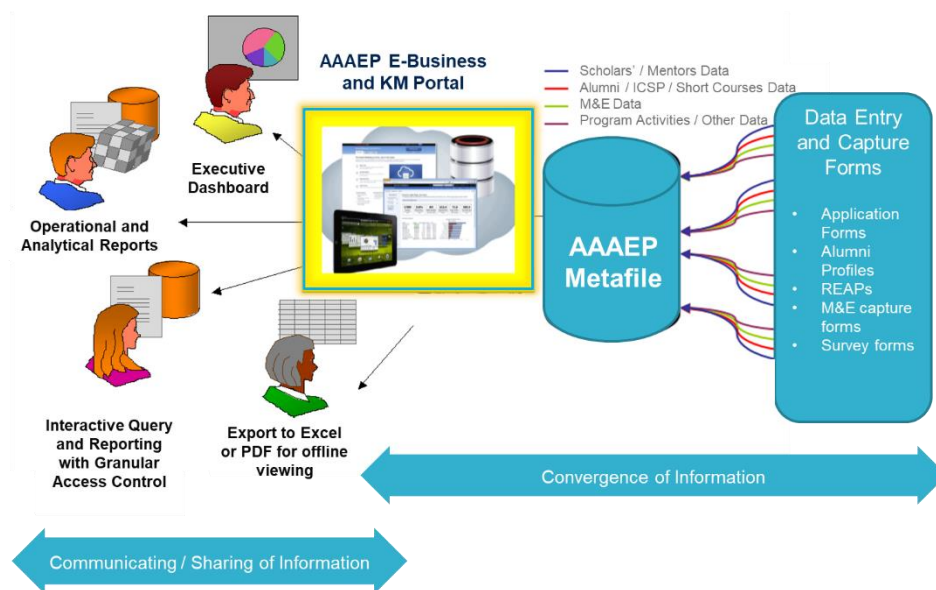 AAAEP E-Business
and KM Portal
Scholars' / Mentors Data
Alumni / ICSP / Short Courses Data
M&E Data
Program Activities / Other Data
Data Entry
and Capture
Forms
• Application
Forms
• Alumni
Profiles
• REAPs
• M&E capture
forms
• Survey forms
AAAEP
Metafile
Executive
Dashboard
Operational and
Analytical Reports
Interactive Query
and Reporting
with Granular
Access Control
Export to Excel
or PDF for offline
viewing
Convergence of Information
Communicating / Sharing of Information